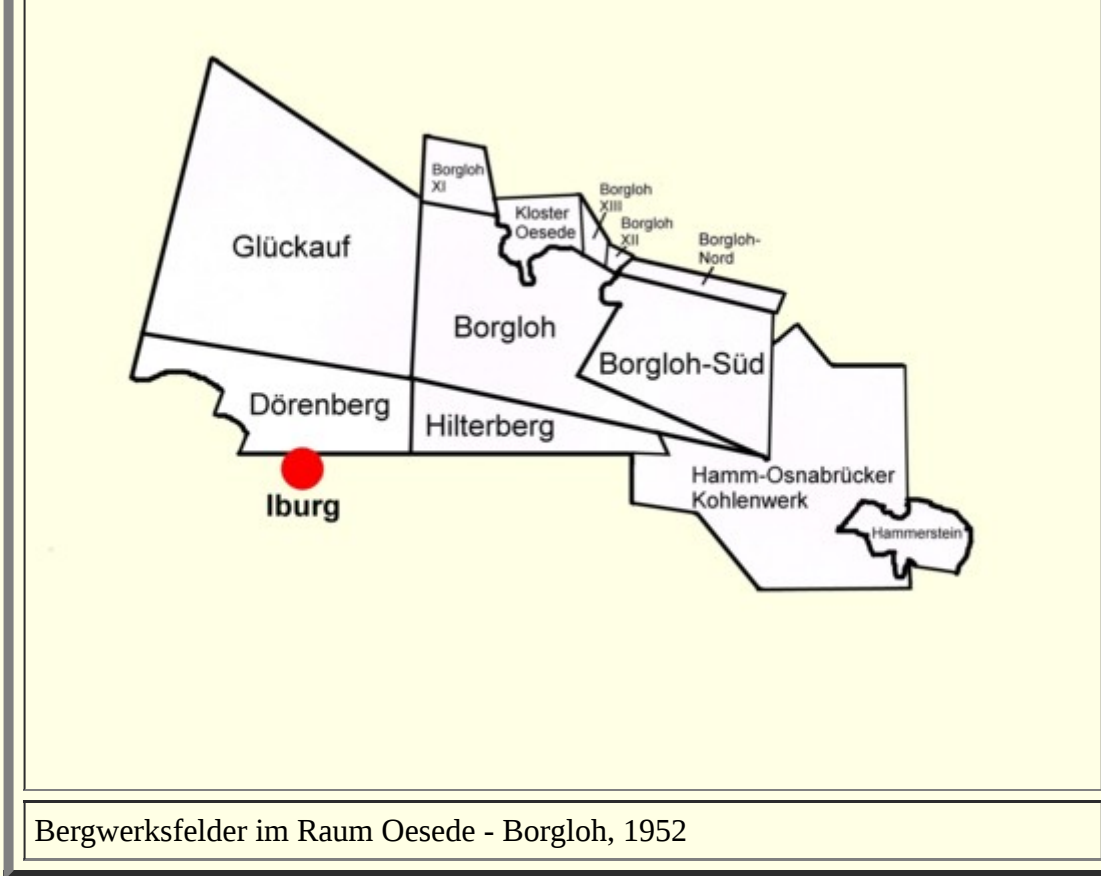 Borgloh
XI
Kloster
Oesede
Borgloh
XIII
Borgloh
XII
Borgloh-
Nord
Glückauf
Borgloh
Borgloh-Süd
Dörenberg
Hilterberg
Hamm-Osnabrücker
Kohlenwerk
Hammerstein
Iburg
Bergwerksfelder im Raum Oesede - Borgloh, 1952